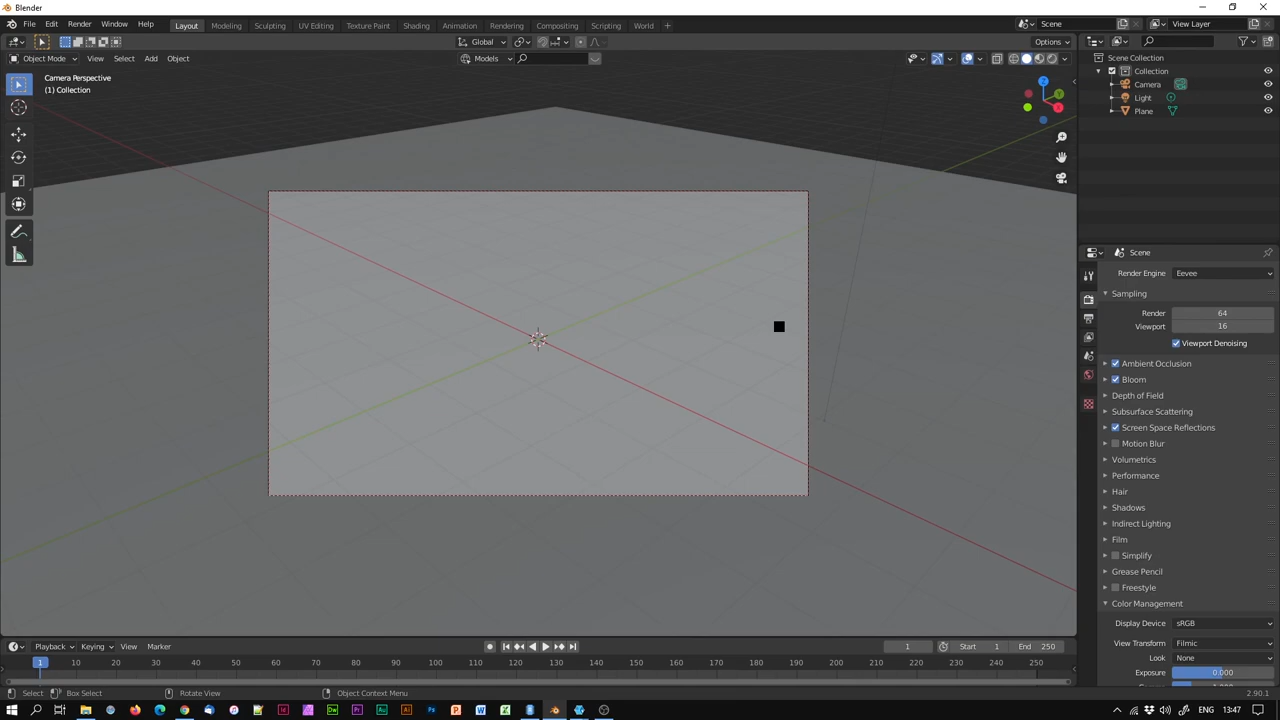 Blender
File Edit Render Window Help Layout Modeling Sculpting UV Editing Texture Paint Shading Animation Rendering Compositing Scripting World + Scene View Layer
Global Options
Object Mode View Select Add Object Models
Camera Perspective
(1) Collection
Z
Y
X
Scene Collection
Collection
Camera
Light
Plane
Scene
Render Engine Eevee
Sampling
Render 64
Viewport 16
Viewport Denoising
Ambient Occlusion
Bloom
Depth of Field
Subsurface Scattering
Screen Space Reflections
Motion Blur
Volumetrics
Performance
Hair
Shadows
Indirect Lighting
Film
Simplify
Grease Pencil
Freestyle
Color Management
Display Device sRGB
View Transform Filmic
Look None
Exposure 0.000
Playback Keying View Marker 1 Start 1 End 250
1 10 20 30 40 50 60 70 80 90 100 110 120 130 140 150 160 170 180 190 200 210 220 230 240 250
Select Box Select Rotate View Object Context Menu 2.90.1
Id Dw Pr Au Ai Ps P W X ENG 13:47